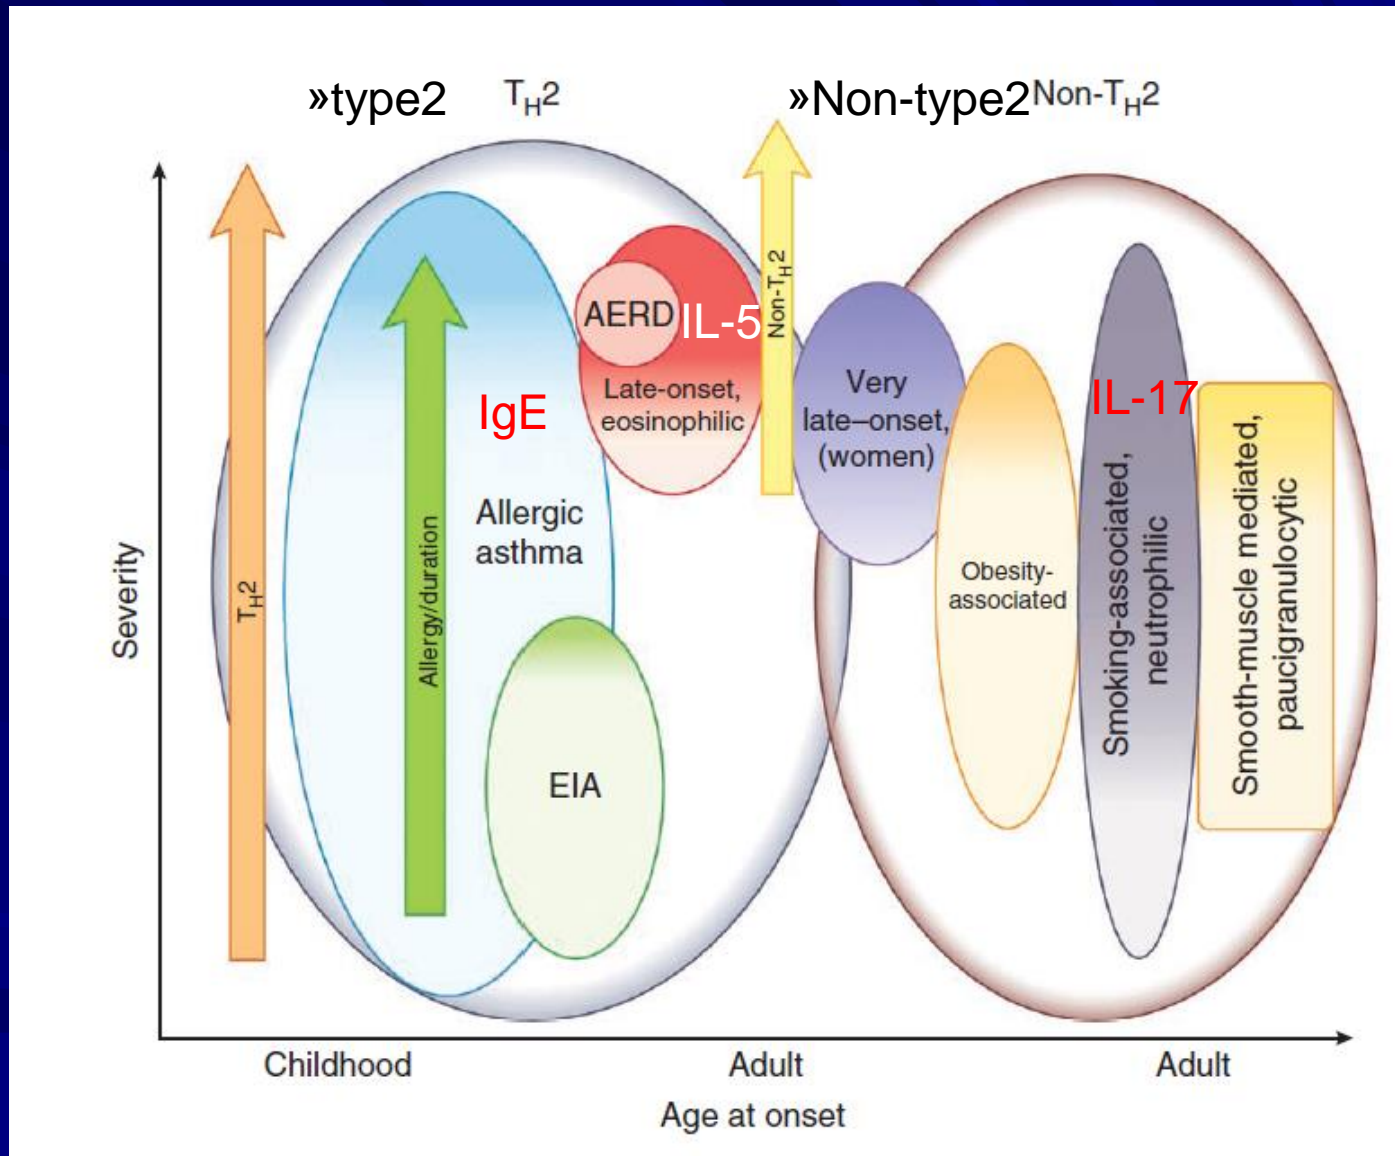 »type2
TH2
»Non-type2
Non-TH2
Severity
TH2
Allergy/duration
IgE
Allergic
asthma
EIA
AERD
IL-5
Late-onset,
eosinophilic
Non-TH2
Very
late–onset,
(women)
Obesity-
associated
IL-17
Smoking-associated,
neutrophilic
Smooth-muscle mediated,
paucigranulocytic
Childhood
Adult
Adult
Age at onset